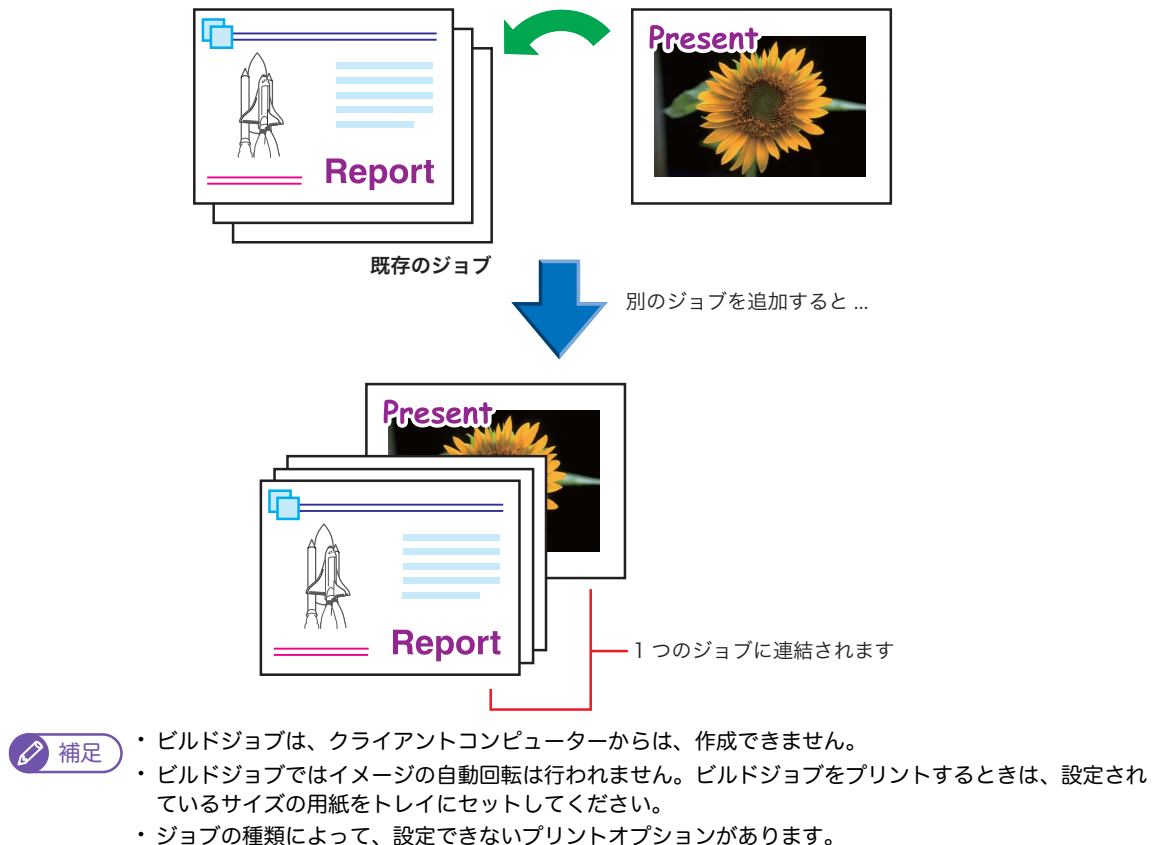 Present
Report
既存のジョブ
別のジョブを追加すると ...
Present
Report
1 つのジョブに連結されます
補足
・ ビルドジョブは、クライアントコンピューターからは、作成できません。
・ ビルドジョブではイメージの自動回転は行われません。ビルドジョブをプリントするときは、設定され
ているサイズの用紙をトレイにセットしてください。
・ ジョブの種類によって、設定できないプリントオプションがあります。